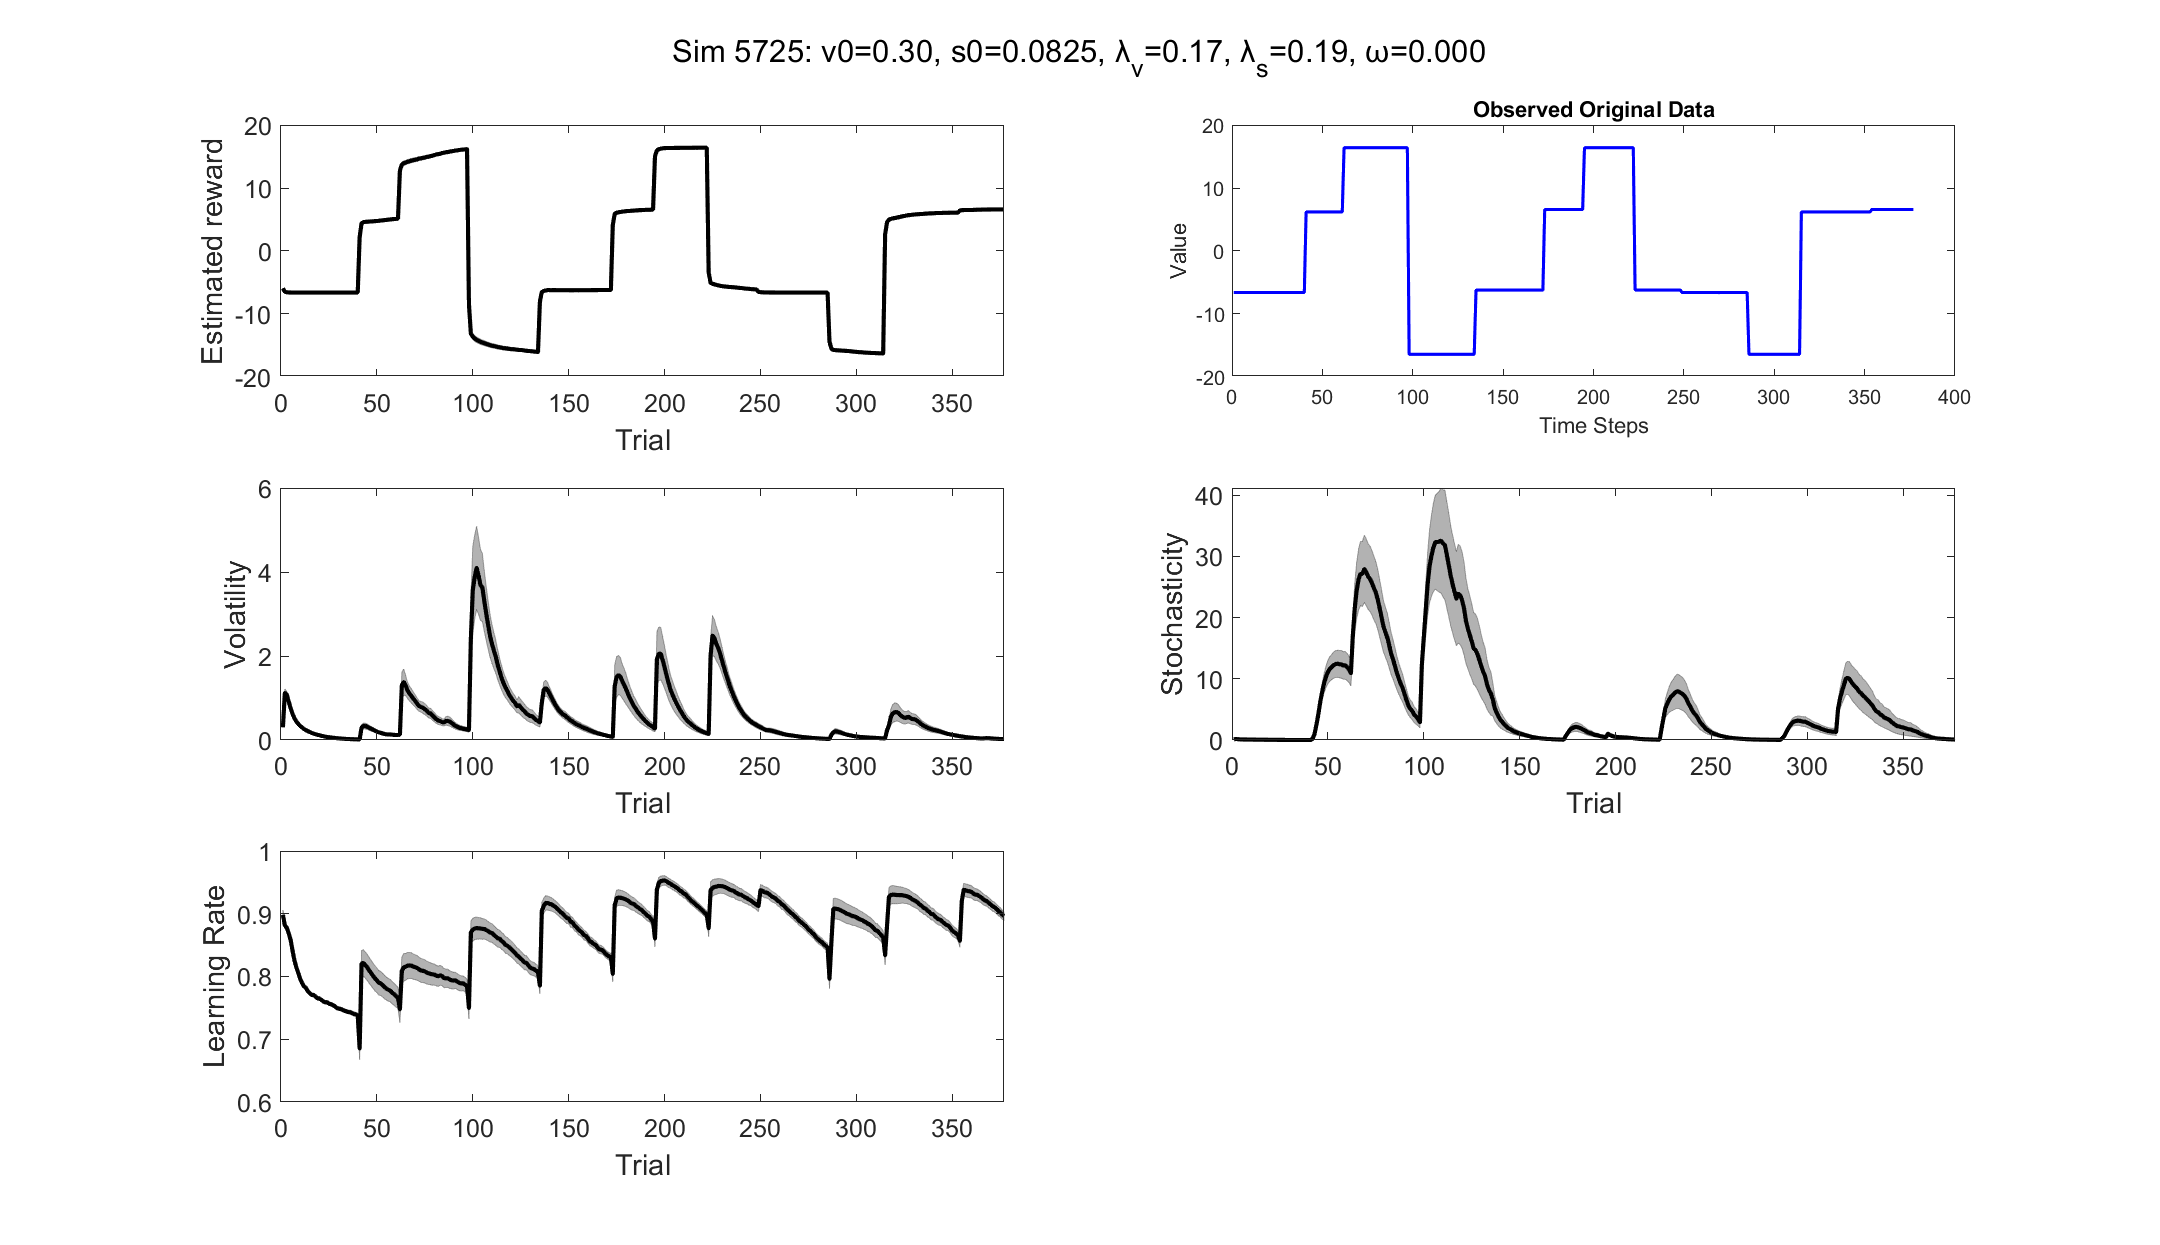 Sim 5725: v0=0.30, s0=0.0825, λ_v=0.17, λ_s=0.19, ω=0.000
20
10
0
-10
-20
Estimated reward
0 50 100 150 200 250 300 350
Trial
Observed Original Data
20
10
0
-10
-20
Value
0 50 100 150 200 250 300 350 400
Time Steps
6
4
2
0
Volatility
0 50 100 150 200 250 300 350
Trial
40
30
20
10
0
Stochasticity
0 50 100 150 200 250 300 350
Trial
1
0.9
0.8
0.7
0.6
Learning Rate
0 50 100 150 200 250 300 350
Trial